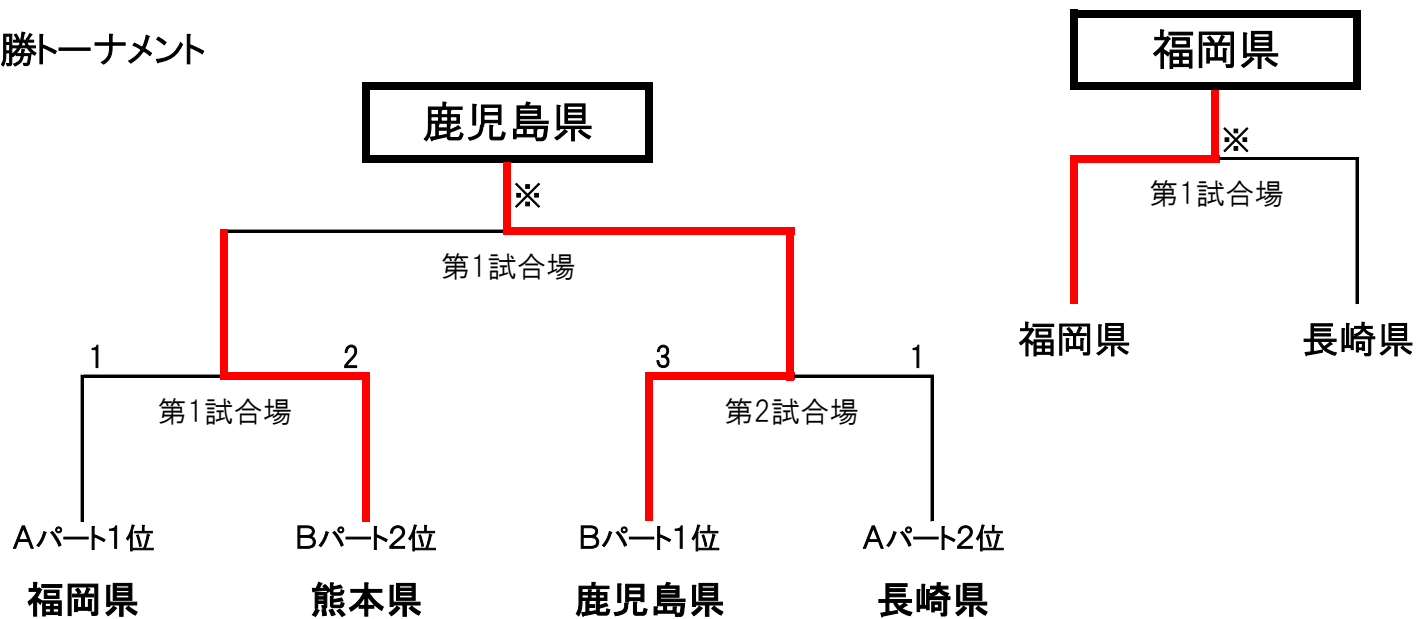 勝トーナメント
鹿児島県
※
第1試合場
1
2
3
1
第1試合場
第2試合場
Aパート1位
Bパート2位
Bパート1位
Aパート2位
福岡県
熊本県
鹿児島県
長崎県
福岡県
※
第1試合場
福岡県
長崎県